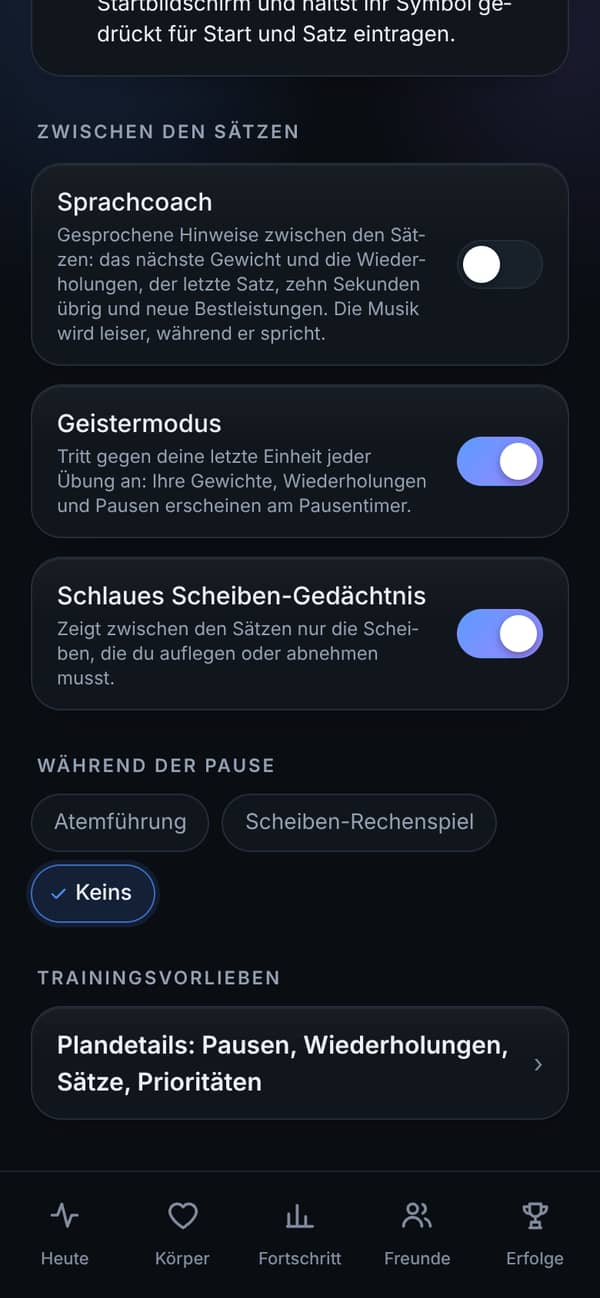 Startbildschirm und hältst ihr Symbol ge-
drückt für Start und Satz eintragen.
ZWISCHEN DEN SÄTZEN
Sprachcoach
Gesprochene Hinweise zwischen den Sät-
zen: das nächste Gewicht und die Wieder-
holungen, der letzte Satz, zehn Sekunden
übrig und neue Bestleistungen. Die Musik
wird leiser, während er spricht.
Geistermodus
Tritt gegen deine letzte Einheit jeder
Übung an: Ihre Gewichte, Wiederholungen
und Pausen erscheinen am Pausentimer.
Schlaues Scheiben-Gedächtnis
Zeigt zwischen den Sätzen nur die Schei-
ben, die du auflegen oder abnehmen
musst.
WÄHREND DER PAUSE
Atemführung
Scheiben-Rechenspiel
Keins
TRAININGSVORLIEBEN
Plandetails: Pausen, Wiederholungen,
Sätze, Prioritäten
Heute
Körper
Fortschritt
Freunde
Erfolge